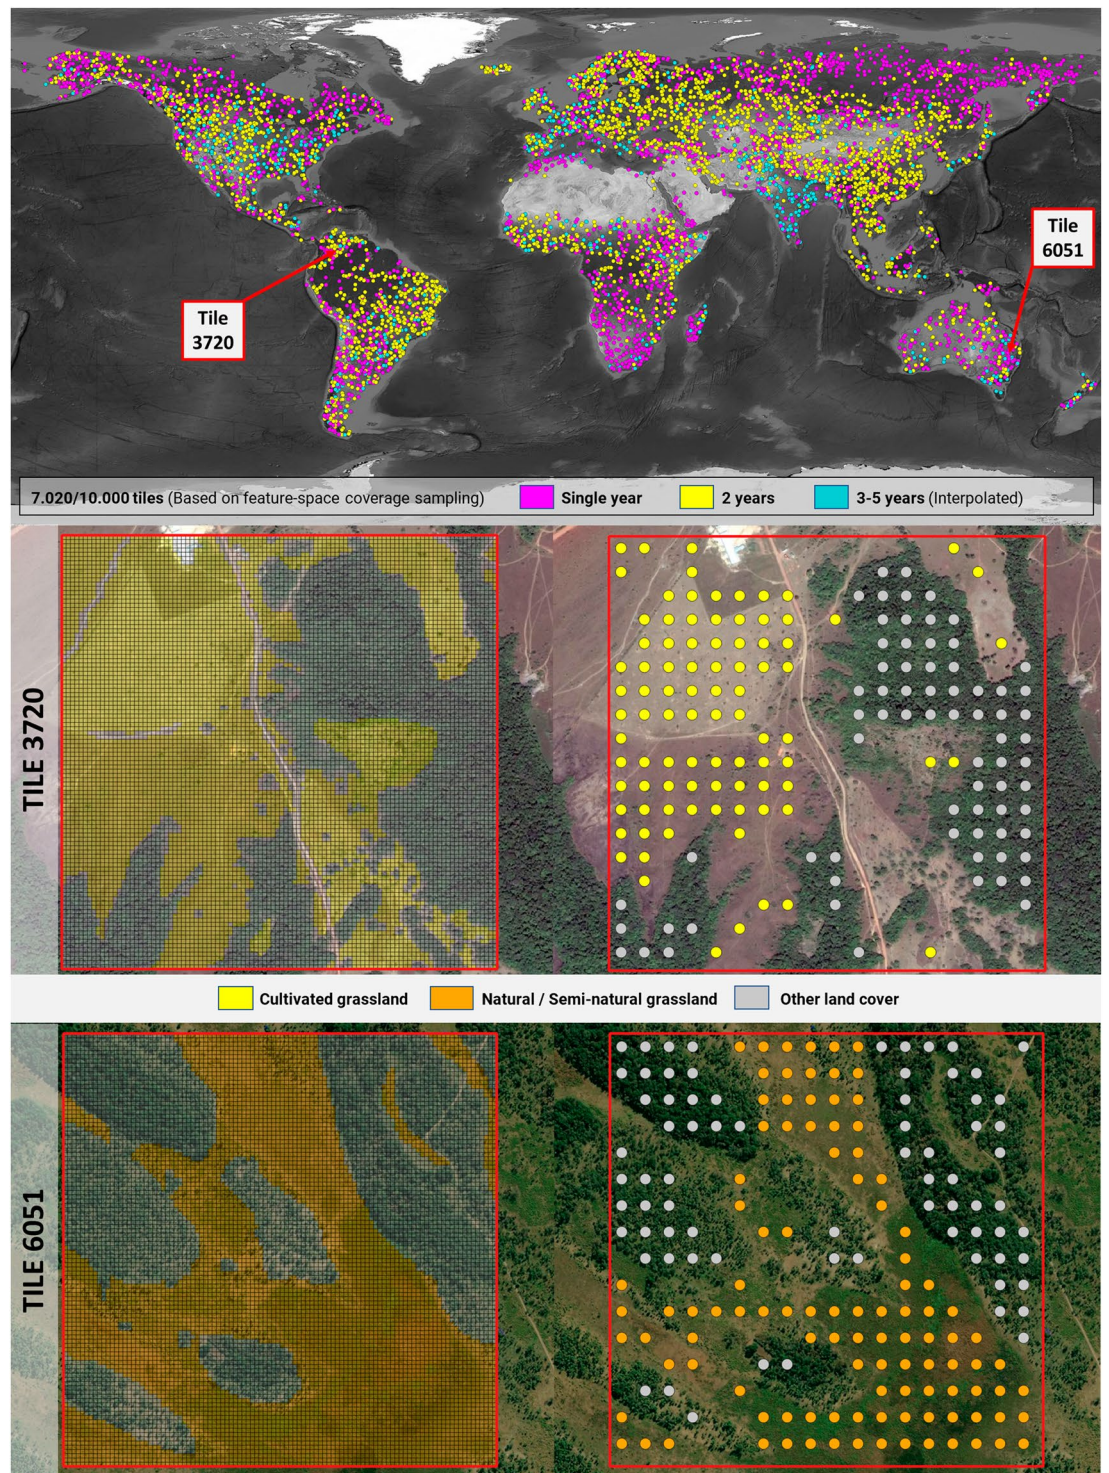 Tile
6051
Tile
3720
7.020/10.000 tiles (Based on feature-space coverage sampling) Single year 2 years 3-5 years (Interpolated)
TILE 3720
Cultivated grassland Natural / Semi-natural grassland Other land cover
TILE 6051